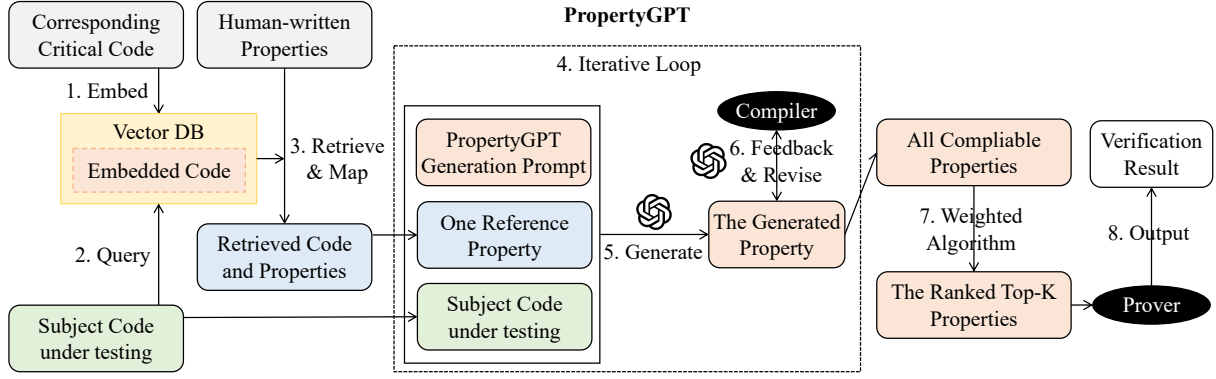 PropertyGPT
Corresponding
Critical Code
Human-written
Properties
4. Iterative Loop
1. Embed
Vector DB
Embedded Code
3. Retrieve
& Map
2. Query
Retrieved Code
and Properties
Subject Code
under testing
PropertyGPT
Generation Prompt
One Reference
Property
Subject Code
under testing
5. Generate
Compiler
6. Feedback
& Revise
The Generated
Property
All Compliable
Properties
7. Weighted
Algorithm
The Ranked Top-K
Properties
Verification
Result
8. Output
Prover